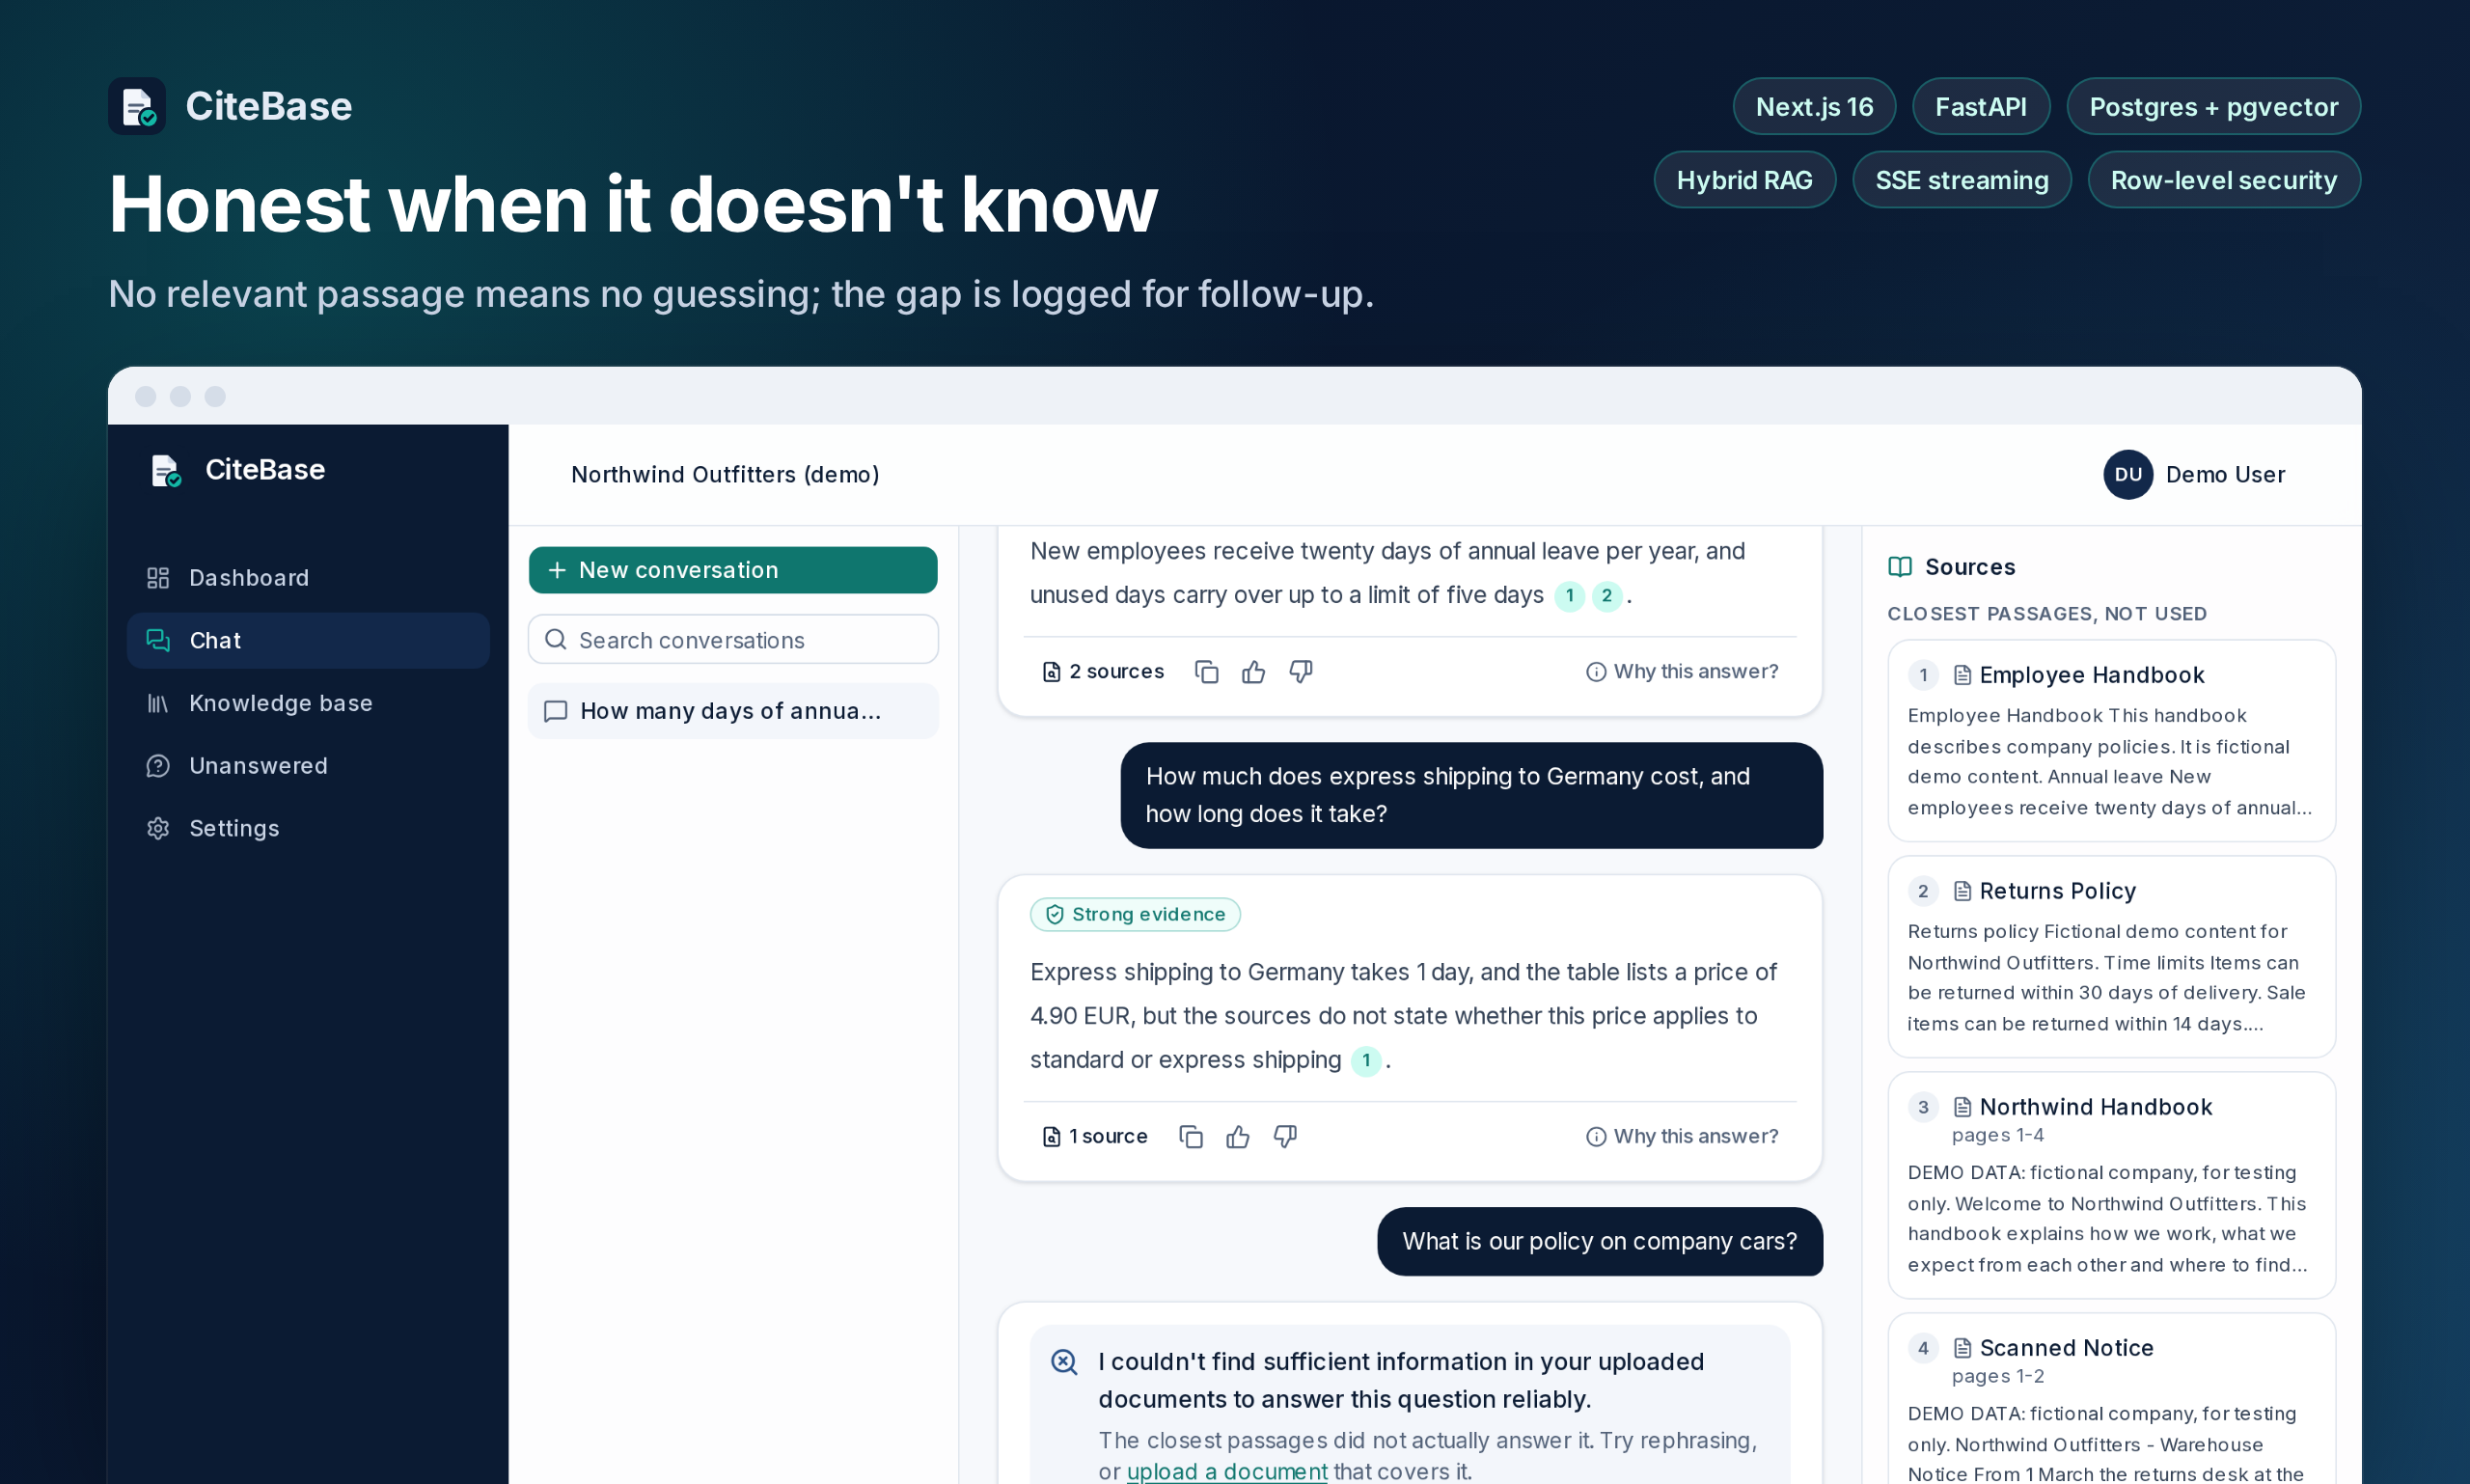 CiteBase
Honest when it doesn't know
No relevant passage means no guessing; the gap is logged for follow-up.
Next.js 16
FastAPI
Postgres + pgvector
Hybrid RAG
SSE streaming
Row-level security
CiteBase
Dashboard
Chat
Knowledge base
Unanswered
Settings
Northwind Outfitters (demo)
DU
Demo User
New conversation
Search conversations
How many days of annua...
New employees receive twenty days of annual leave per year, and
unused days carry over up to a limit of five days 1 2 .
2 sources
Why this answer?
How much does express shipping to Germany cost, and
how long does it take?
Strong evidence
Express shipping to Germany takes 1 day, and the table lists a price of
4.90 EUR, but the sources do not state whether this price applies to
standard or express shipping 1 .
1 source
Why this answer?
What is our policy on company cars?
I couldn't find sufficient information in your uploaded
documents to answer this question reliably.
The closest passages did not actually answer it. Try rephrasing,
or upload a document that covers it.
Sources
CLOSEST PASSAGES, NOT USED
1 Employee Handbook
Employee Handbook This handbook
describes company policies. It is fictional
demo content. Annual leave New
employees receive twenty days of annual...
2 Returns Policy
Returns policy Fictional demo content for
Northwind Outfitters. Time limits Items can
be returned within 30 days of delivery. Sale
items can be returned within 14 days....
3 Northwind Handbook
pages 1-4
DEMO DATA: fictional company, for testing
only. Welcome to Northwind Outfitters. This
handbook explains how we work, what we
expect from each other and where to find...
4 Scanned Notice
pages 1-2
DEMO DATA: fictional company, for testing
only. Northwind Outfitters - Warehouse
Notice From 1 March the returns desk at the